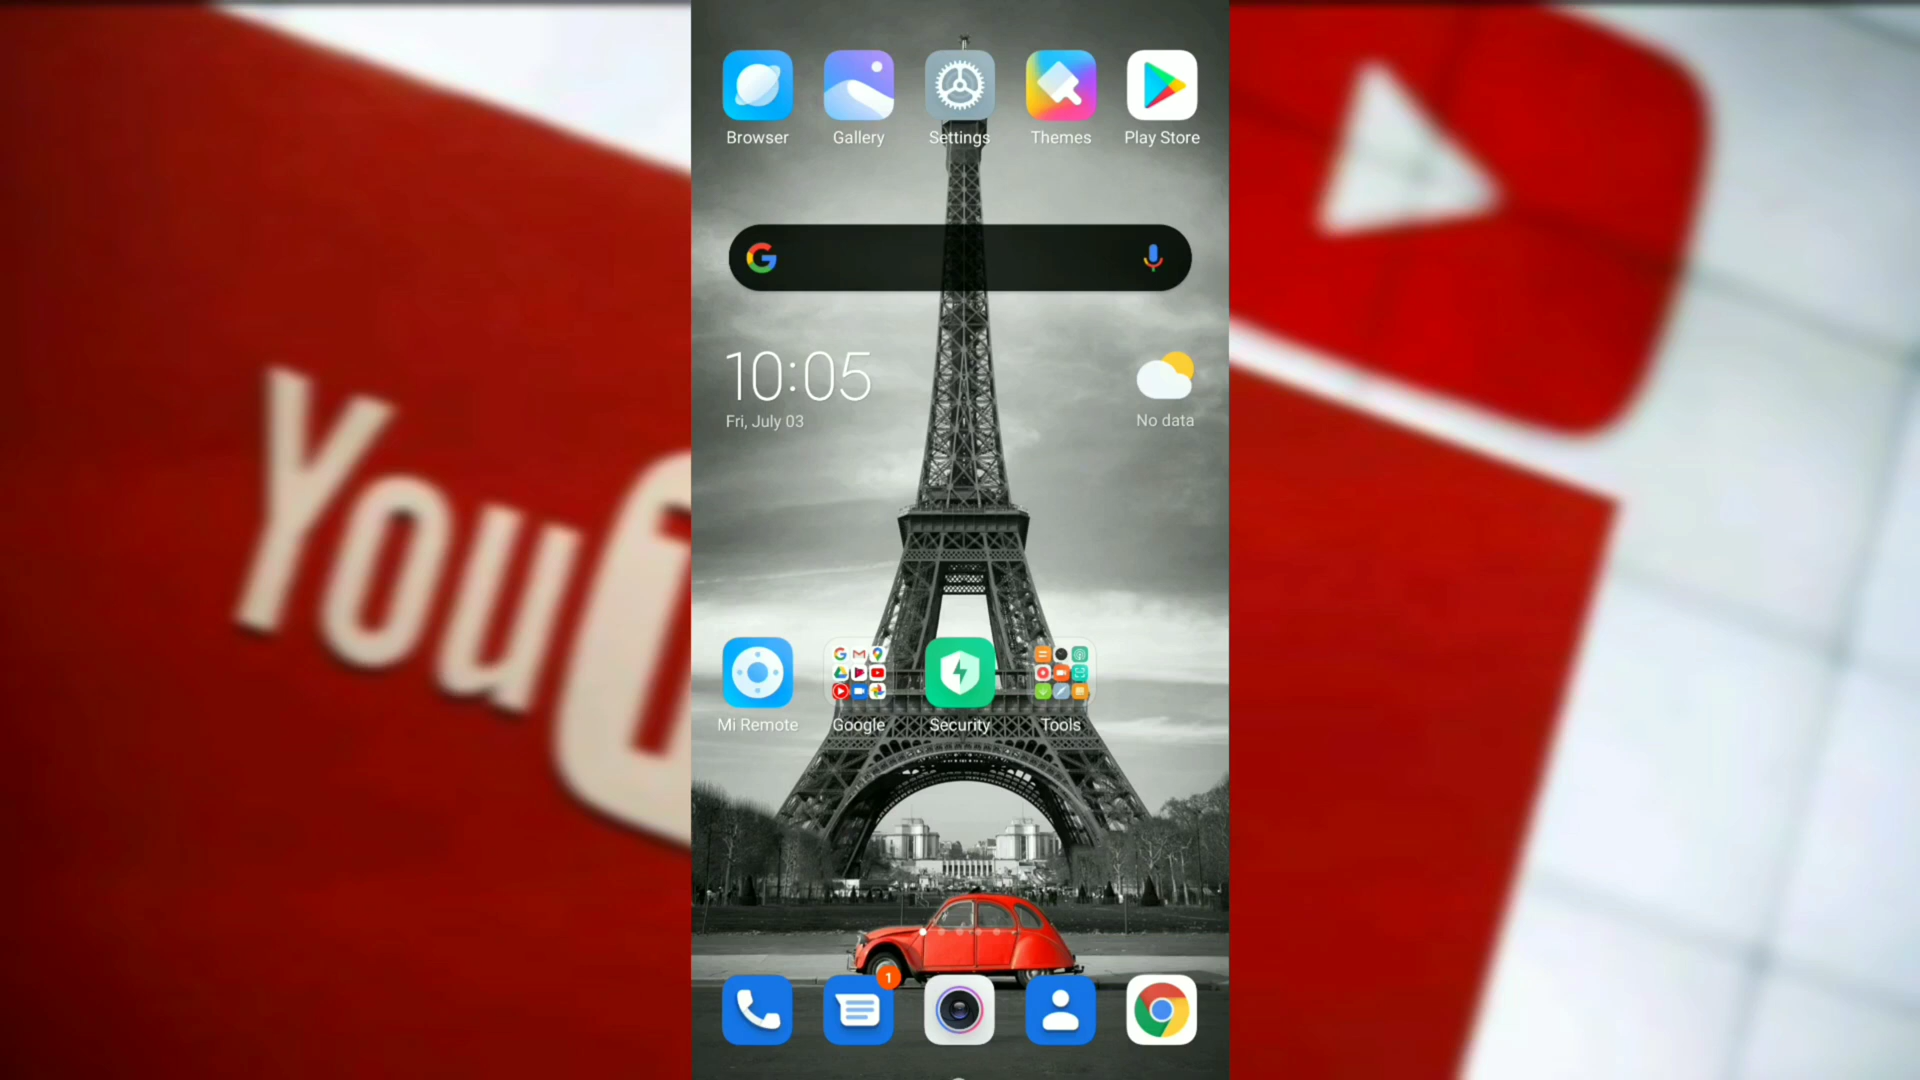 Browser Gallery Settings Themes Play Store
10:05
Fri, July 03
No data
YouT
Mi Remote Google Security Tools
1